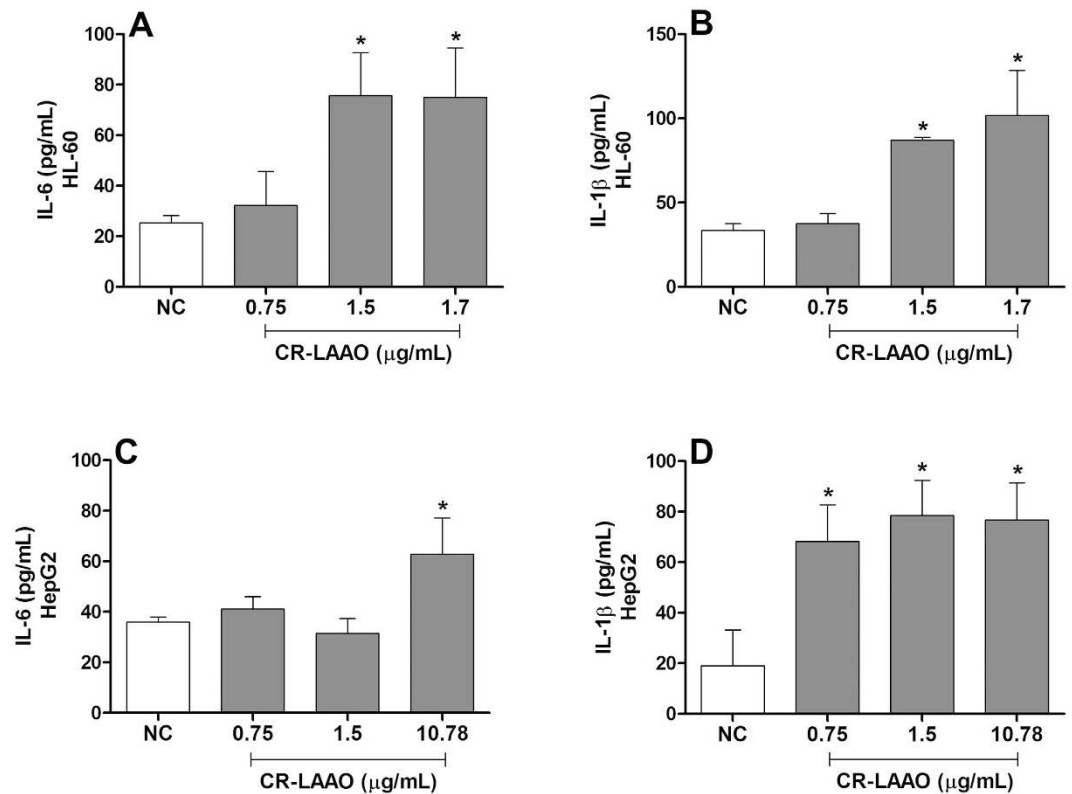 A
IL-6 (pg/mL)
HL-60
100
80
60
40
20
0
*
*
NC
0.75
1.5
1.7
CR-LAAO (μg/mL)
B
IL-1β (pg/mL)
HL-60
150
100
50
0
*
*
NC
0.75
1.5
1.7
CR-LAAO (μg/mL)
C
IL-6 (pg/mL)
HepG2
100
80
60
40
20
0
*
NC
0.75
1.5
10.78
CR-LAAO (μg/mL)
D
IL-1β (pg/mL)
HepG2
100
80
60
40
20
0
*
*
*
NC
0.75
1.5
10.78
CR-LAAO (μg/mL)